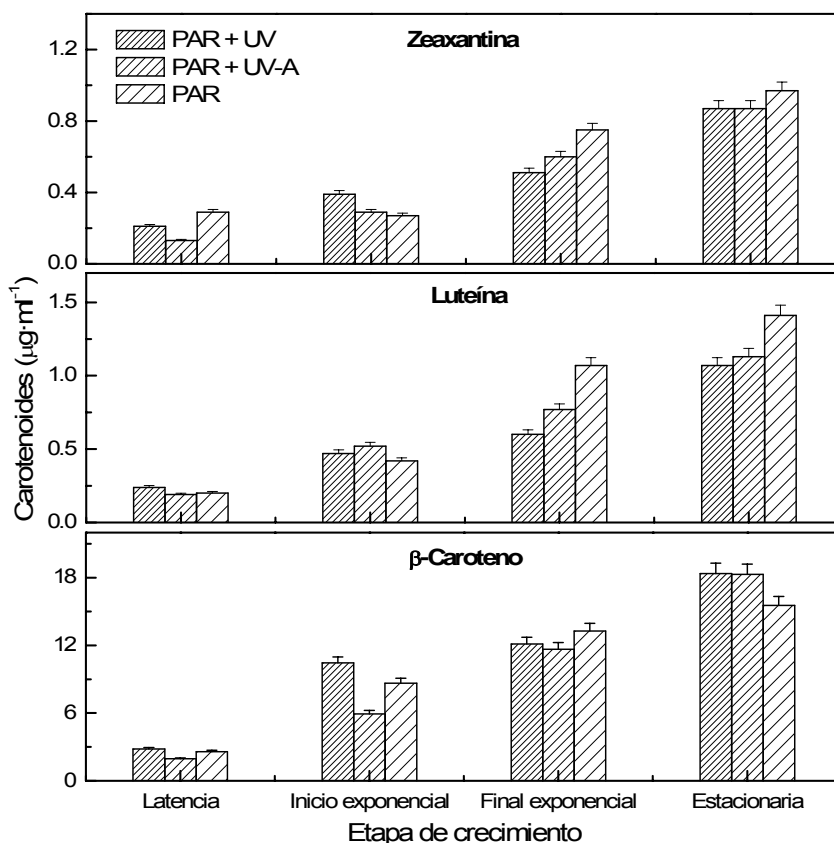 PAR + UV
PAR + UV-A
PAR
Zeaxantina
1.2
0.8
0.4
0.0
Luteína
1.5
1.0
0.5
0.0
β-Caroteno
18
12
6
0
Carotenoides (μg·ml⁻¹)
Latencia Inicio exponencial Final exponencial Estacionaria
Etapa de crecimiento